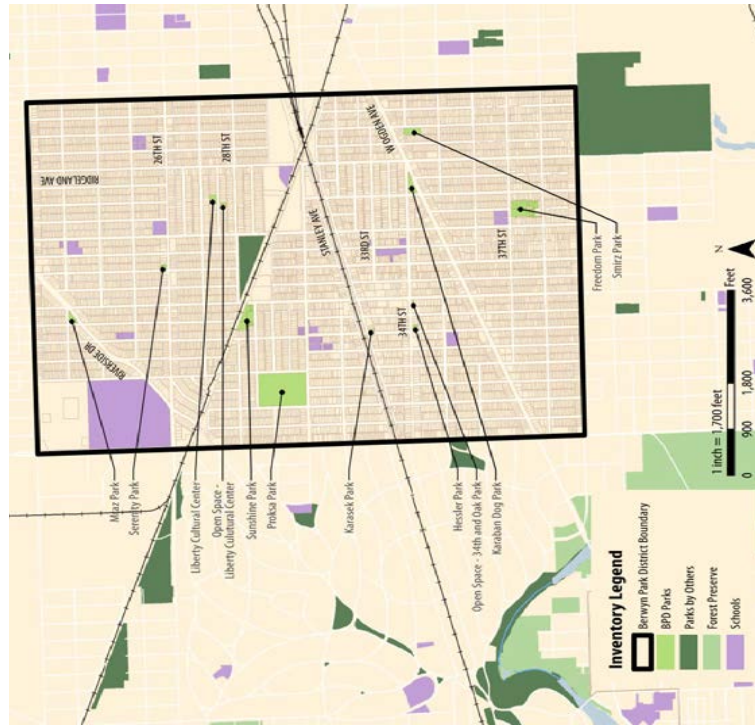 RIDGELAND AVE
26TH ST
28TH ST
W OGDEN AVE
STANLEY AVE
RIVERSIDE DR
33RD ST
34TH ST
37TH ST
Mraz Park
Serenity Park
Liberty Cultural Center
Open Space -
Liberty Culutural Center
Sunshine Park
Proksa Park
Karasek Park
Hessler Park
Open Space - 34th and Oak Park
Karaban Dog Park
Freedom Park
Smirz Park
Inventory Legend
Berwyn Park District Boundary
BPD Parks
Parks by Others
Forest Preserve
Schools
1 inch = 1,700 feet
0 900 1,800 3,600
Feet
N